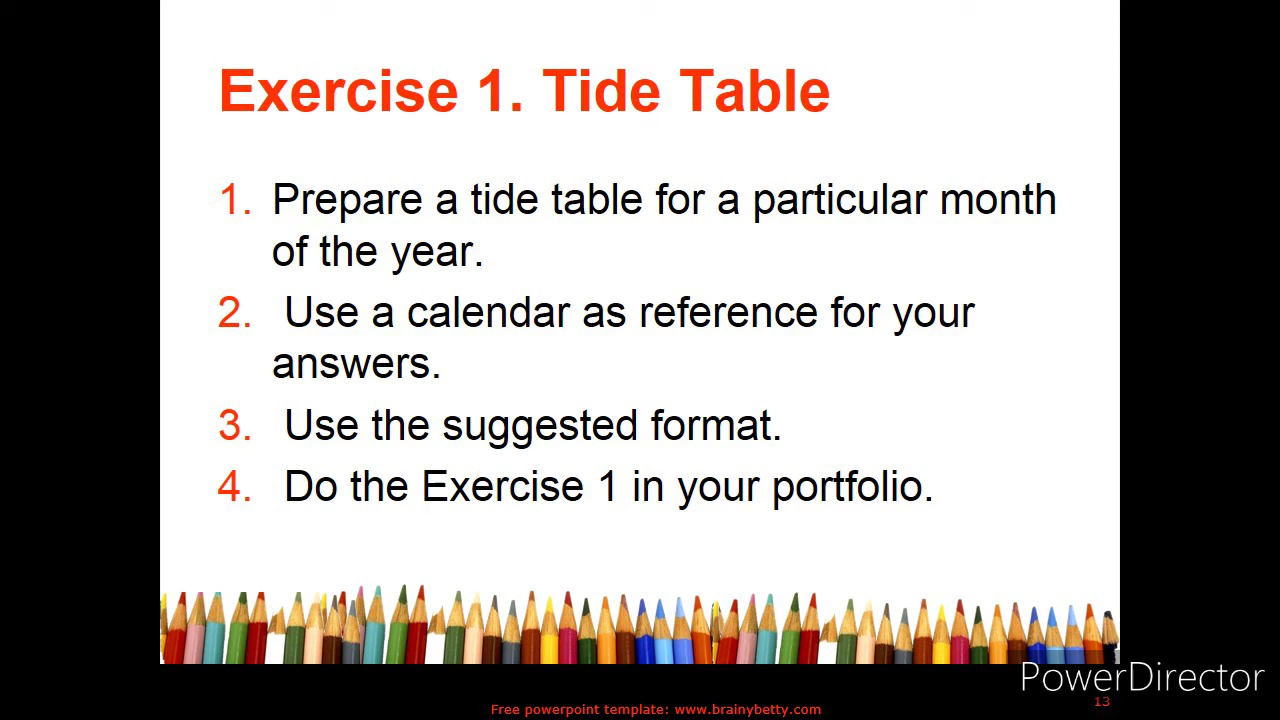 Exercise 1. Tide Table
1. Prepare a tide table for a particular month
of the year.
2. Use a calendar as reference for your
answers.
3. Use the suggested format.
4. Do the Exercise 1 in your portfolio.
PowerDirector
13
Free powerpoint template: www.brainybetty.com